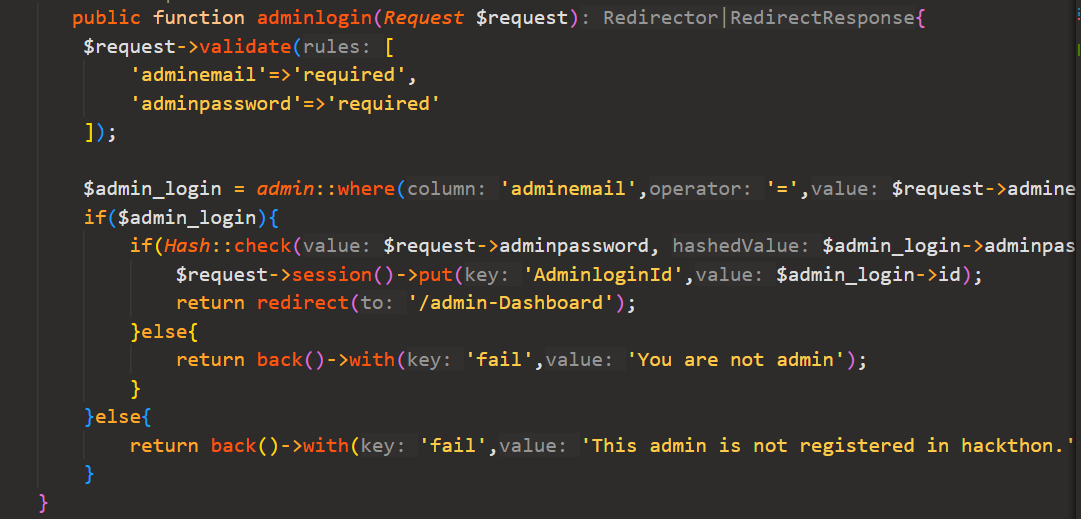 public function adminlogin(Request $request): Redirector|RedirectResponse{
$request->validate(rules: [
'adminemail'=>'required',
'adminpassword'=>'required'
]);
$admin_login = admin::where(column: 'adminemail',operator: '=',value: $request->admine
if($admin_login){
if(Hash::check(value: $request->adminpassword, hashedValue: $admin_login->adminpas
$request->session()->put(key: 'AdminloginId',value: $admin_login->id);
return redirect(to: '/admin-Dashboard');
}else{
return back()->with(key: 'fail',value: 'You are not admin');
}
}else{
return back()->with(key: 'fail',value: 'This admin is not registered in hackthon.'
}
}